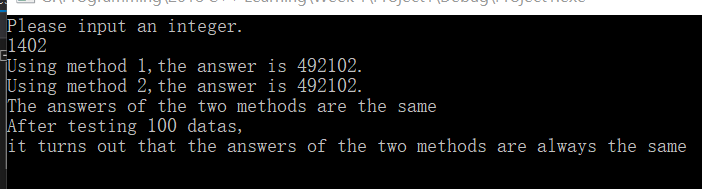 Please input an integer.
1402
Using method 1,the answer is 492102.
Using method 2,the answer is 492102.
The answers of the two methods are the same
After testing 100 datas,
it turns out that the answers of the two methods are always the same